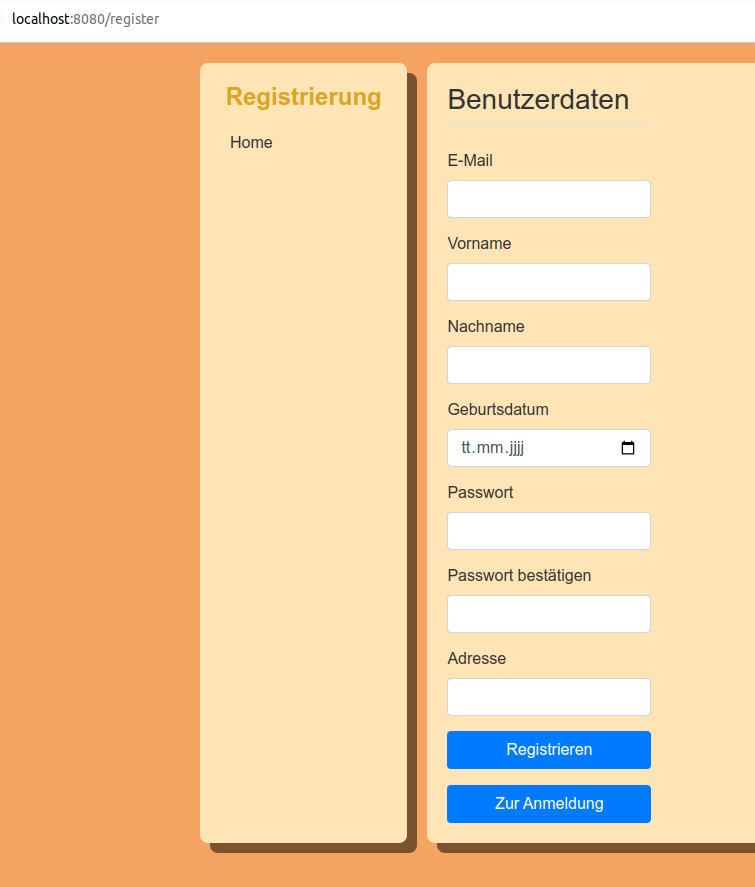 localhost:8080/register
Registrierung
Home
Benutzerdaten
E-Mail
Vorname
Nachname
Geburtsdatum
tt.mm.jjjj
Passwort
Passwort bestätigen
Adresse
Registrieren
Zur Anmeldung